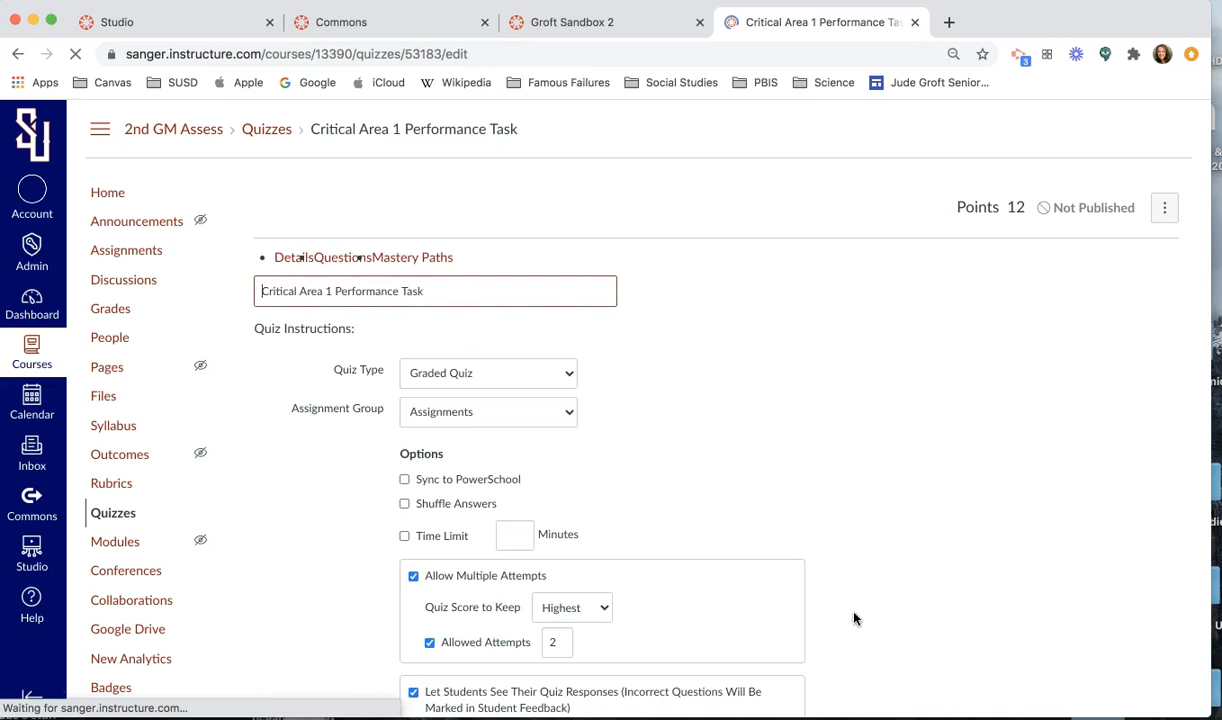 Studio
Commons
Groft Sandbox 2
Critical Area 1 Performance Tas
sanger.instructure.com/courses/13390/quizzes/53183/edit
3
Apps
Canvas
SUSD
Apple
Google
iCloud
Wikipedia
Famous Failures
Social Studies
PBIS
Science
Jude Groft Senior...
2nd GM Assess › Quizzes › Critical Area 1 Performance Task
Account
Admin
Dashboard
Courses
Calendar
Inbox
Commons
Studio
Help
Home
Announcements
Assignments
Discussions
Grades
People
Pages
Files
Syllabus
Outcomes
Rubrics
Quizzes
Modules
Conferences
Collaborations
Google Drive
New Analytics
Badges
Points 12 Not Published
DetailsQuestionsMastery Paths
Critical Area 1 Performance Task
Quiz Instructions:
Quiz Type Graded Quiz
Assignment Group Assignments
Options
Sync to PowerSchool
Shuffle Answers
Time Limit Minutes
Allow Multiple Attempts
Quiz Score to Keep Highest
Allowed Attempts 2
Let Students See Their Quiz Responses (Incorrect Questions Will Be
Marked in Student Feedback)
Waiting for sanger.instructure.com...